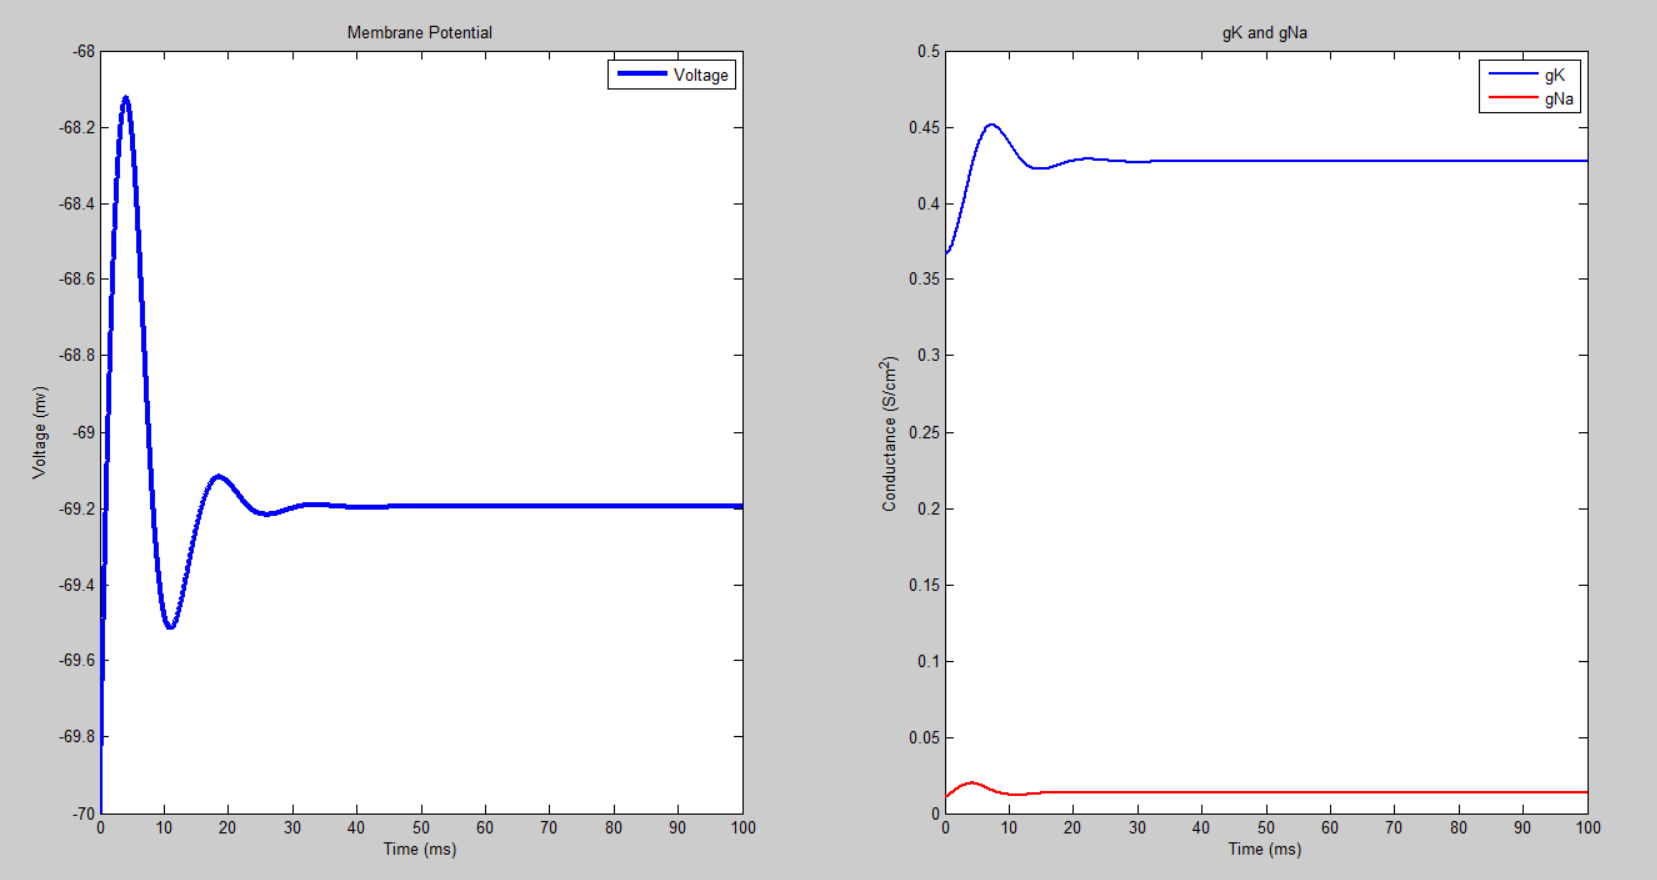 Membrane Potential
-68
-68.2
-68.4
-68.6
-68.8
-69
-69.2
-69.4
-69.6
-69.8
-70
Voltage (mv)
Voltage
0 10 20 30 40 50 60 70 80 90 100
Time (ms)
gK and gNa
0.5
0.45
0.4
0.35
0.3
0.25
0.2
0.15
0.1
0.05
0
Conductance (S/cm²)
gK
gNa
0 10 20 30 40 50 60 70 80 90 100
Time (ms)